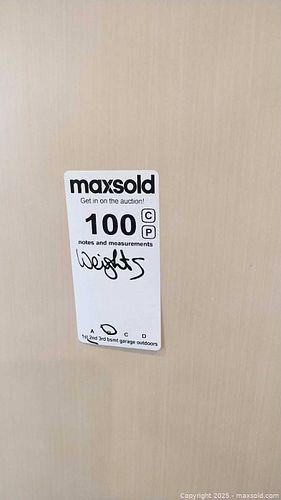 maxsold
Get in on the auction!
100 C
P
notes and measurements
Weights
A B C D
1st 2nd 3rd bsmt garage outdoors
Copyright 2025 - maxsold.com